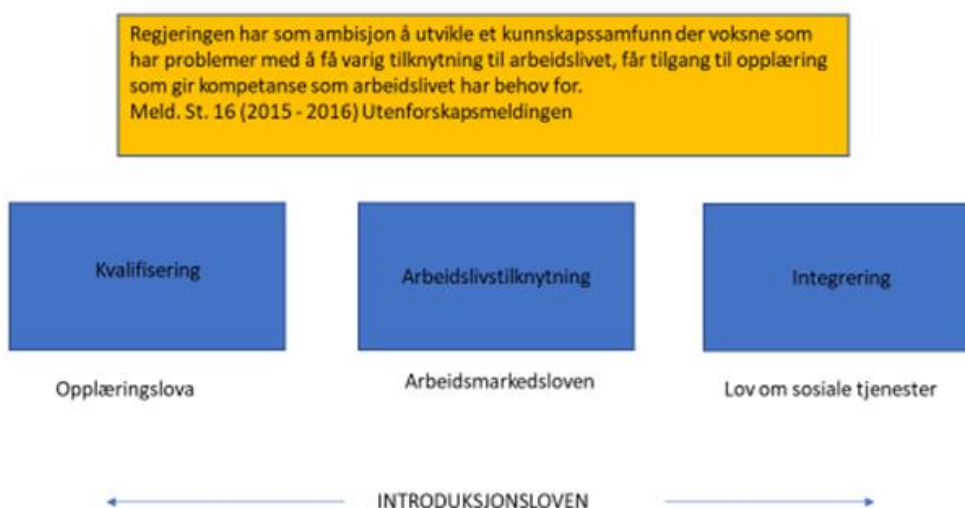 Regjeringen har som ambisjon å utvikle et kunnskapssamfunn der voksne som
har problemer med å få varig tilknytning til arbeidslivet, får tilgang til opplæring
som gir kompetanse som arbeidslivet har behov for.
Meld. St. 16 (2015 - 2016) Utenforskapsmeldingen
Kvalifisering
Arbeidslivstilknytning
Integrering
Opplæringslova
Arbeidsmarkedsloven
Lov om sosiale tjenester
INTRODUKSJONSLOVEN